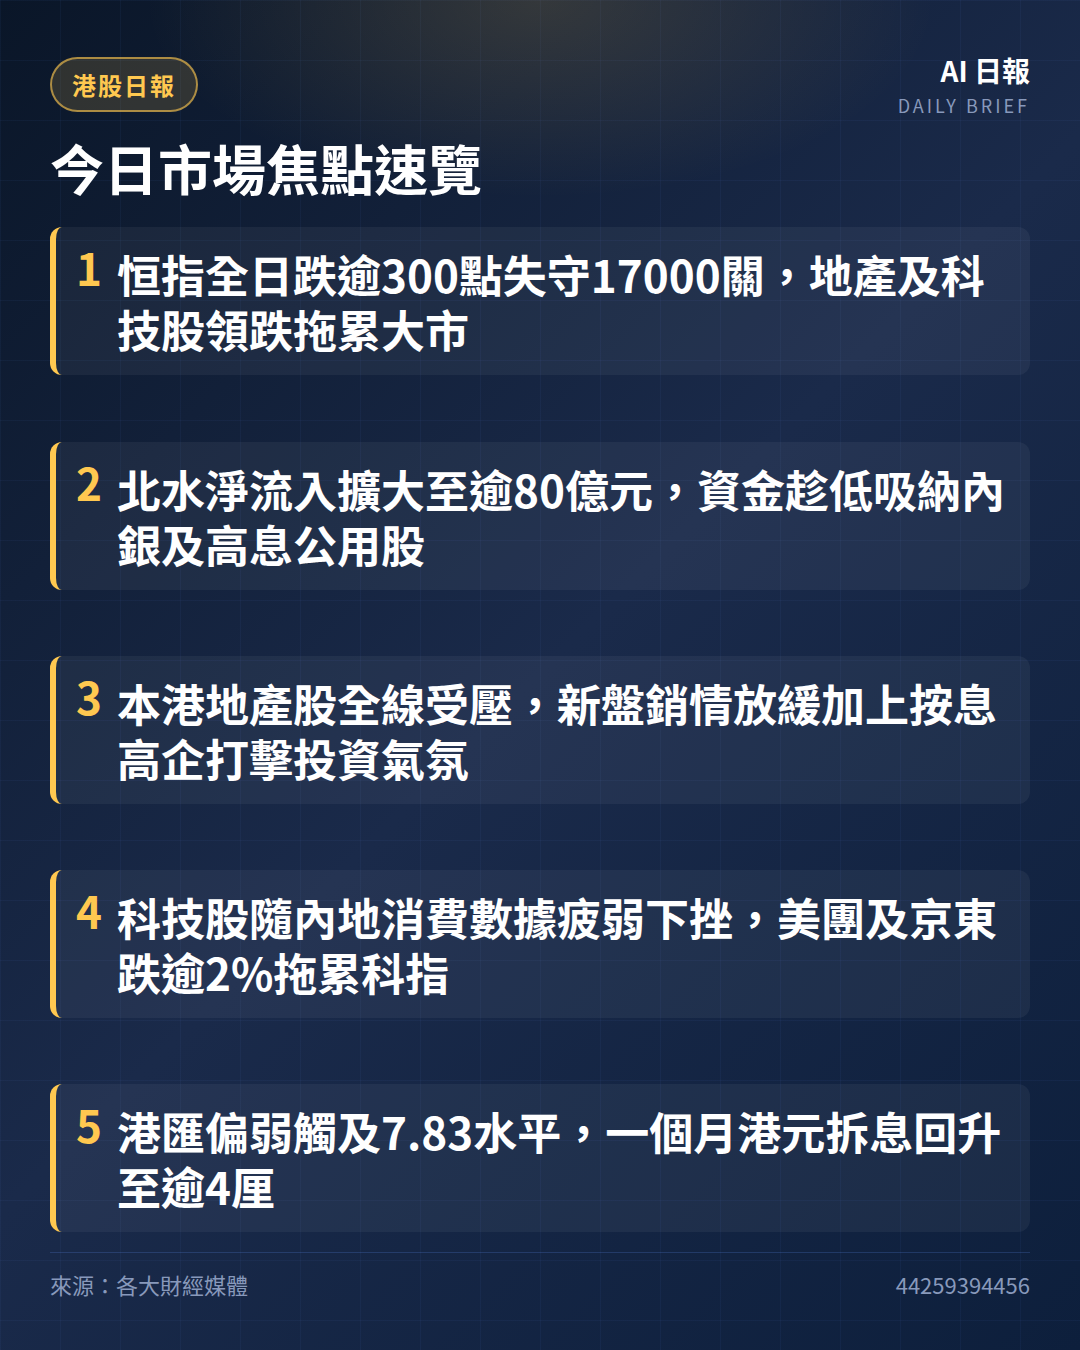 港股日報
AI 日報
DAILY BRIEF
今日市場焦點速覽
1 恒指全日跌逾300點失守17000關，地產及科
技股領跌拖累大市
2 北水淨流入擴大至逾80億元，資金趁低吸納內
銀及高息公用股
3 本港地產股全線受壓，新盤銷情放緩加上按息
高企打擊投資氣氛
4 科技股隨內地消費數據疲弱下挫，美團及京東
跌逾2%拖累科指
5 港匯偏弱觸及7.83水平，一個月港元拆息回升
至逾4厘
來源：各大財經媒體
44259394456